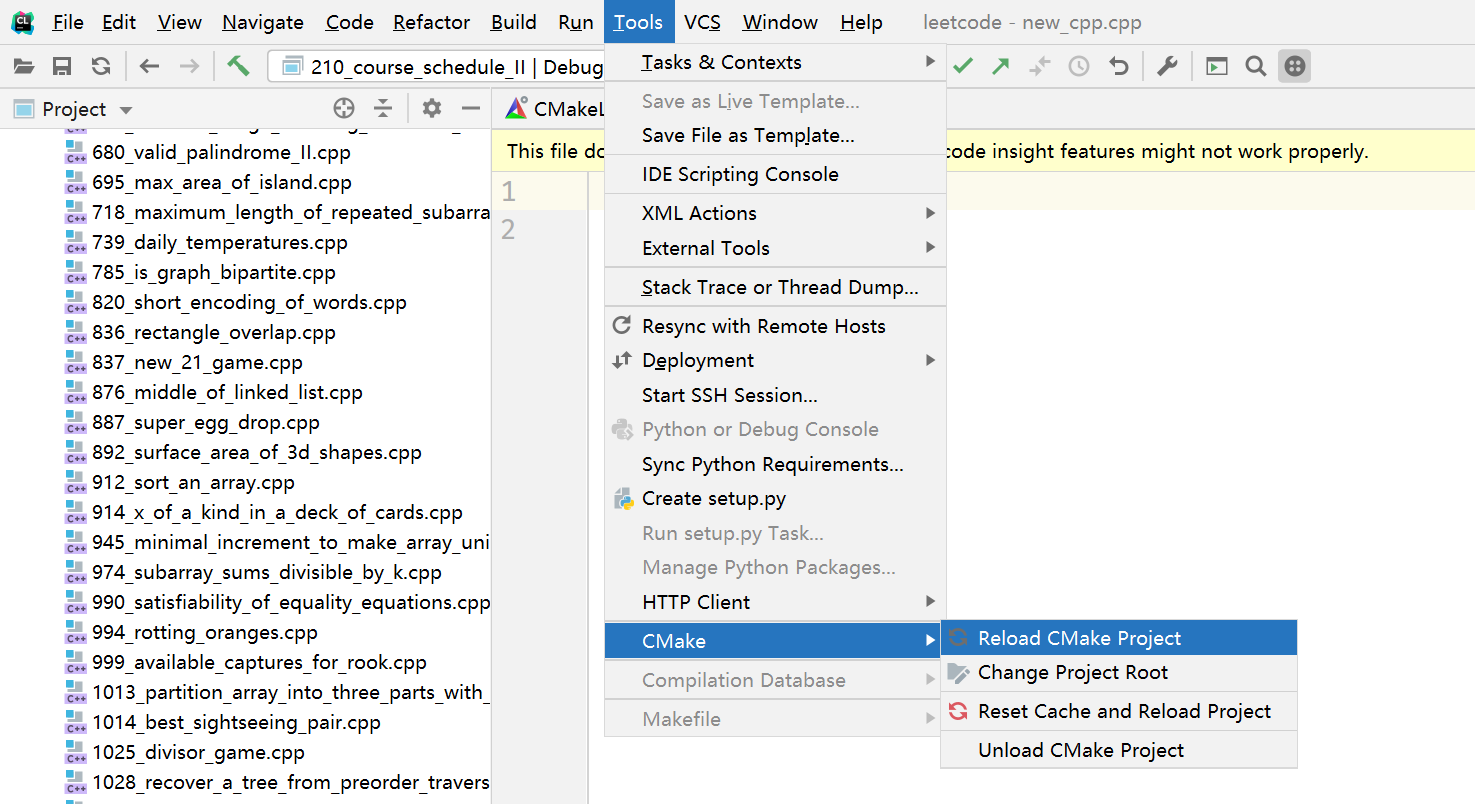 File Edit View Navigate Code Refactor Build Run Tools VCS Window Help leetcode - new_cpp.cpp
210_course_schedule_II | Debug
Project
CMakeL
680_valid_palindrome_II.cpp
695_max_area_of_island.cpp
718_maximum_length_of_repeated_subarra
739_daily_temperatures.cpp
785_is_graph_bipartite.cpp
820_short_encoding_of_words.cpp
836_rectangle_overlap.cpp
837_new_21_game.cpp
876_middle_of_linked_list.cpp
887_super_egg_drop.cpp
892_surface_area_of_3d_shapes.cpp
912_sort_an_array.cpp
914_x_of_a_kind_in_a_deck_of_cards.cpp
945_minimal_increment_to_make_array_uni
974_subarray_sums_divisible_by_k.cpp
990_satisfiability_of_equality_equations.cpp
994_rotting_oranges.cpp
999_available_captures_for_rook.cpp
1013_partition_array_into_three_parts_with_
1014_best_sightseeing_pair.cpp
1025_divisor_game.cpp
1028_recover_a_tree_from_preorder_travers
This file do code insight features might not work properly.
1
2
Tasks & Contexts
Save as Live Template...
Save File as Template...
IDE Scripting Console
XML Actions
External Tools
Stack Trace or Thread Dump...
Resync with Remote Hosts
Deployment
Start SSH Session...
Python or Debug Console
Sync Python Requirements...
Create setup.py
Run setup.py Task...
Manage Python Packages...
HTTP Client
CMake
Compilation Database
Makefile
Reload CMake Project
Change Project Root
Reset Cache and Reload Project
Unload CMake Project